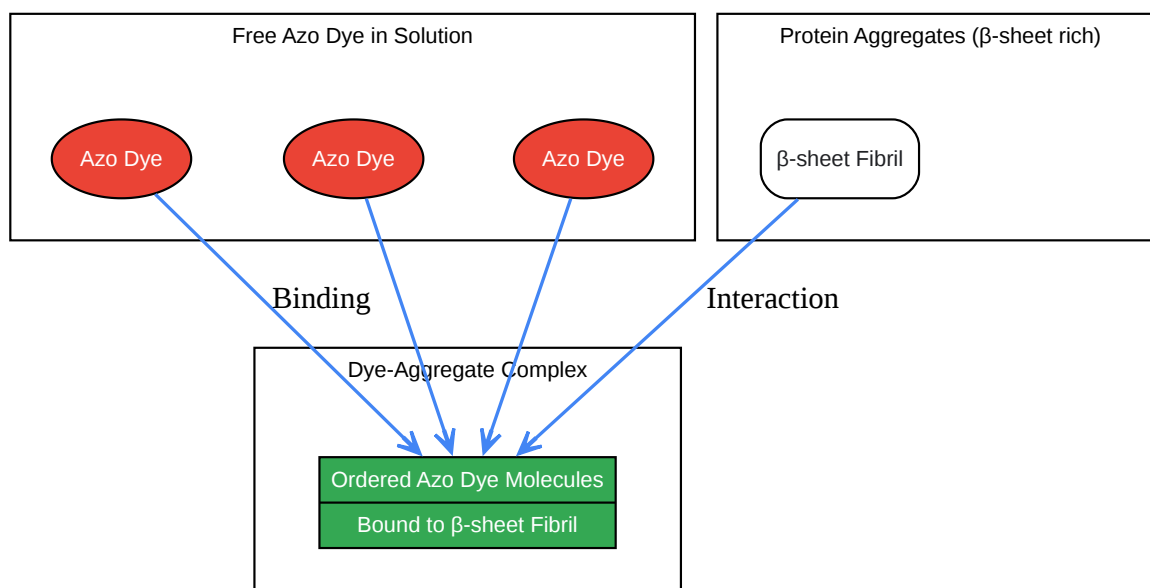 Free Azo Dye in Solution
Protein Aggregates (β-sheet rich)
Azo Dye
Azo Dye
Azo Dye
β-sheet Fibril
Binding
Interaction
Dye-Aggregate Complex
Ordered Azo Dye Molecules
Bound to β-sheet Fibril